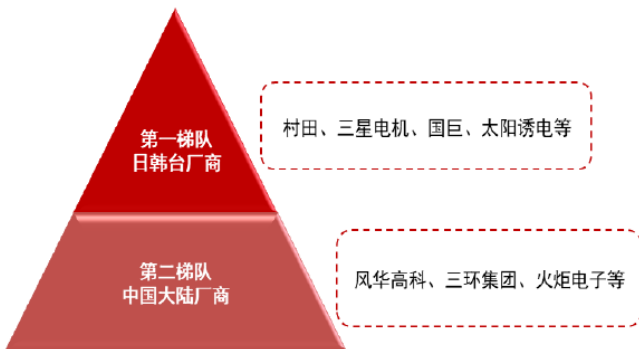 第一梯队
日韩台厂商
村田、三星电机、国巨、太阳诱电等
第二梯队
中国大陆厂商
风华高科、三环集团、火炬电子等